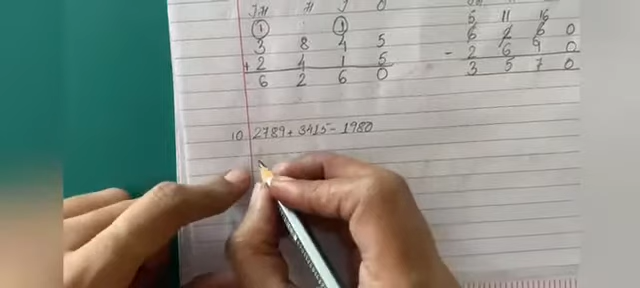 T.H H T O
1 1
3 8 4 5
+ 2 4 1 5
6 2 6 0
5 11 16
6 2 6 0
- 2 6 9 0
3 5 7 0
10. 2789 + 3415 - 1980